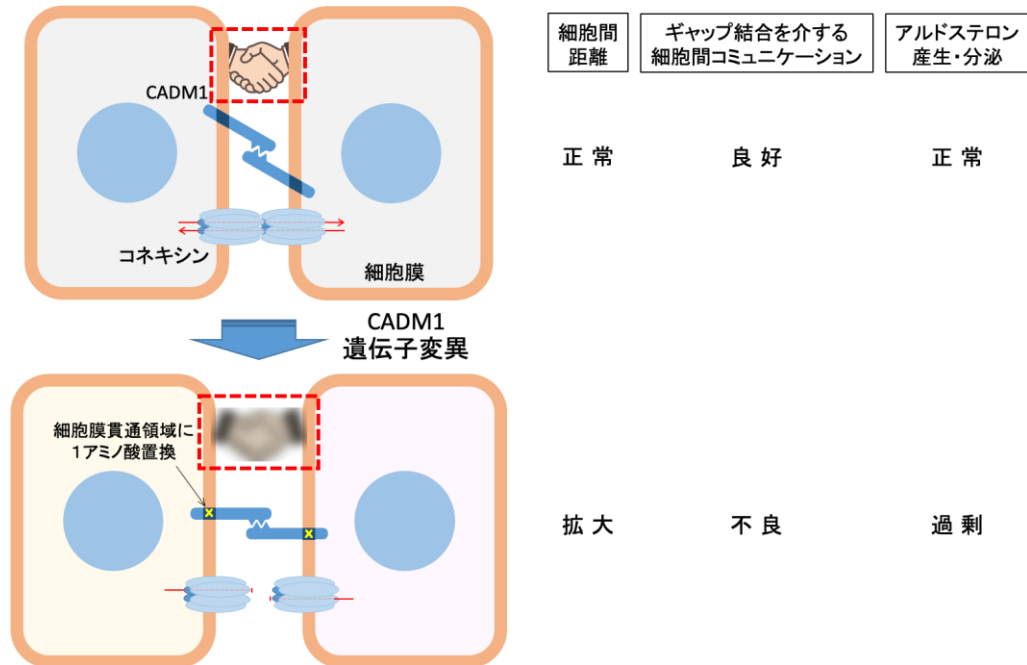 細胞間
距離
ギャップ結合を介する
細胞間コミュニケーション
アルドステロン
産生・分泌
CADM1
正常
良好
正常
コネキシン
細胞膜
CADM1
遺伝子変異
細胞膜貫通領域に
1アミノ酸置換
拡大
不良
過剰